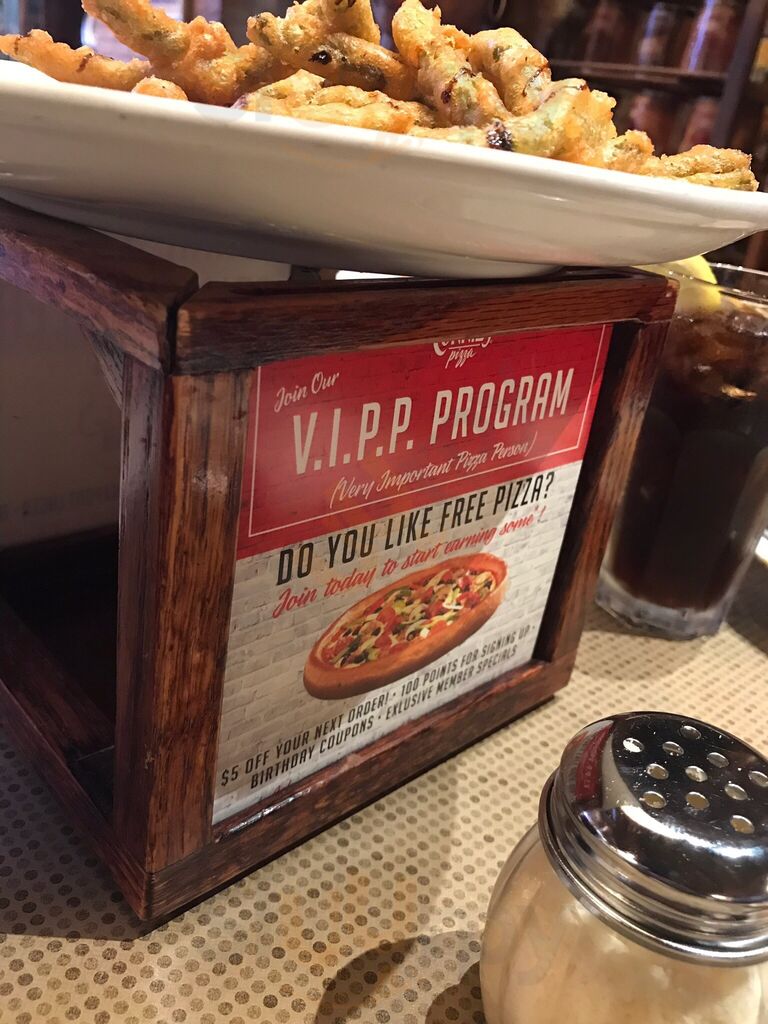 pizza
Join Our
V.I.P.P. PROGRAM
(Very Important Pizza Person)
DO YOU LIKE FREE PIZZA?
Join today to start earning some*!
$5 OFF YOUR NEXT ORDER! • 100 POINTS FOR SIGNING UP •
BIRTHDAY COUPONS • EXCLUSIVE MEMBER SPECIALS